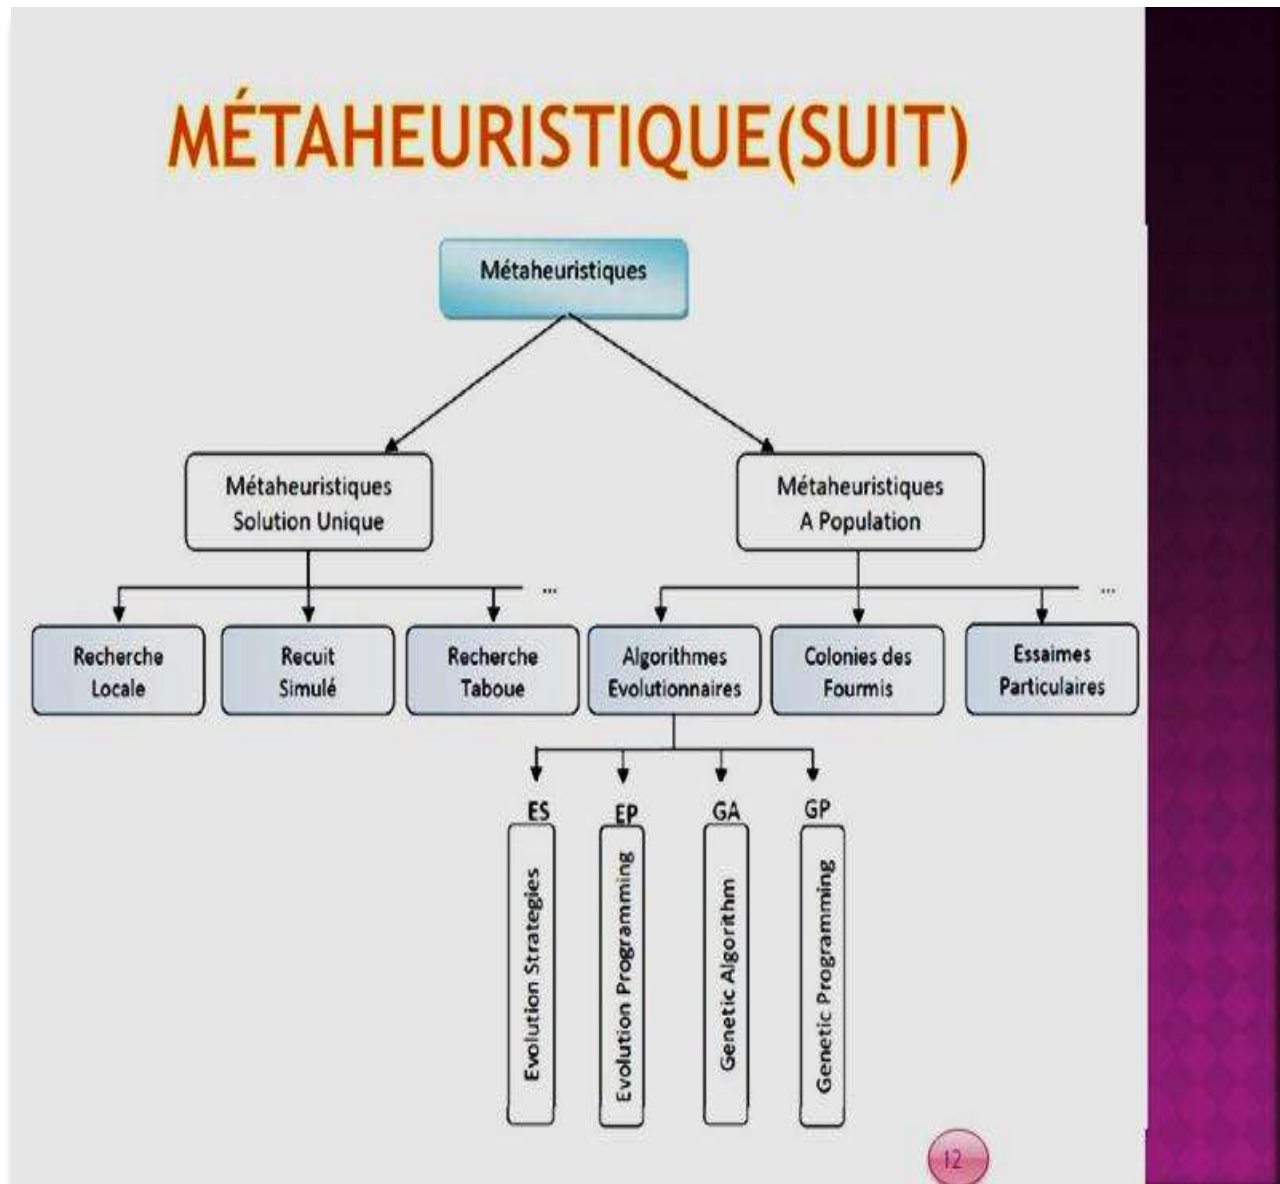 MÉTAHEURISTIQUE(SUIT)
Métaheuristiques
Métaheuristiques
Solution Unique
Métaheuristiques
A Population
...
...
Recherche
Locale
Recuit
Simulé
Recherche
Taboue
Algorithmes
Evolutionnaires
Colonies des
Fourmis
Essaimes
Particulaires
ES
EP
GA
GP
Evolution Strategies
Evolution Programming
Genetic Algorithm
Genetic Programming
12